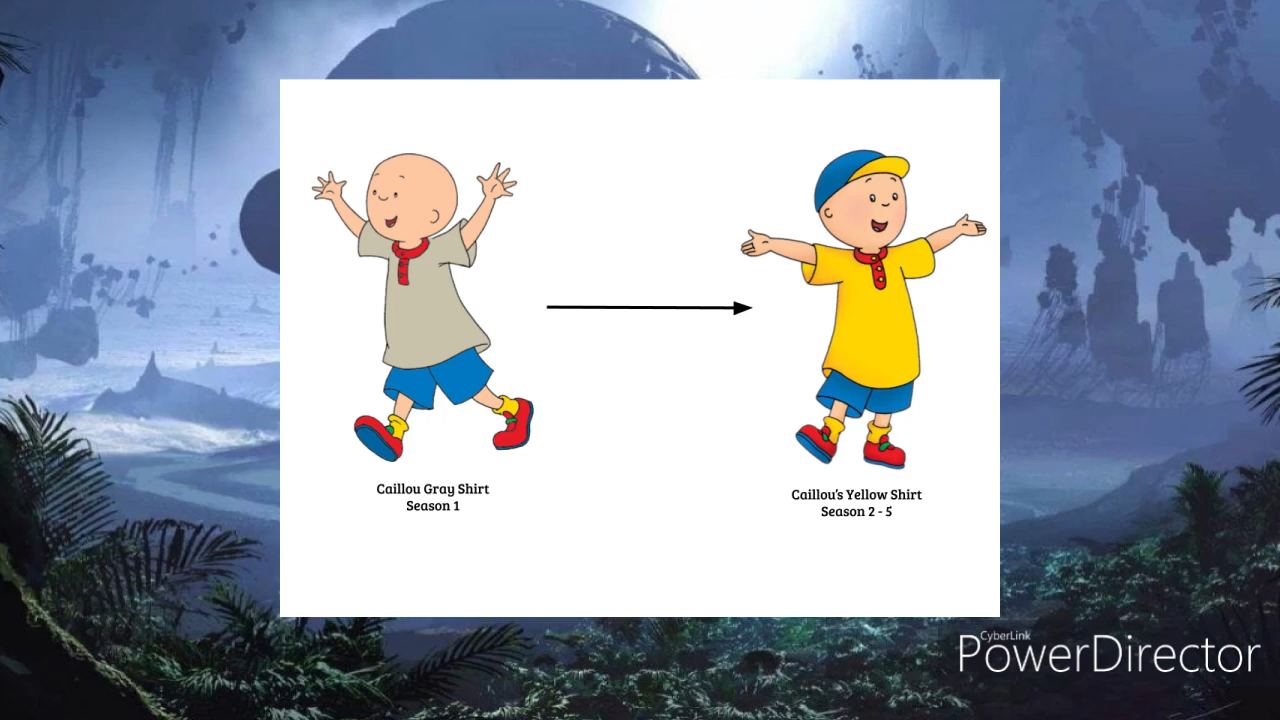 Caillou Gray Shirt
Season 1
Caillou's Yellow Shirt
Season 2 - 5
CyberLink
PowerDirector